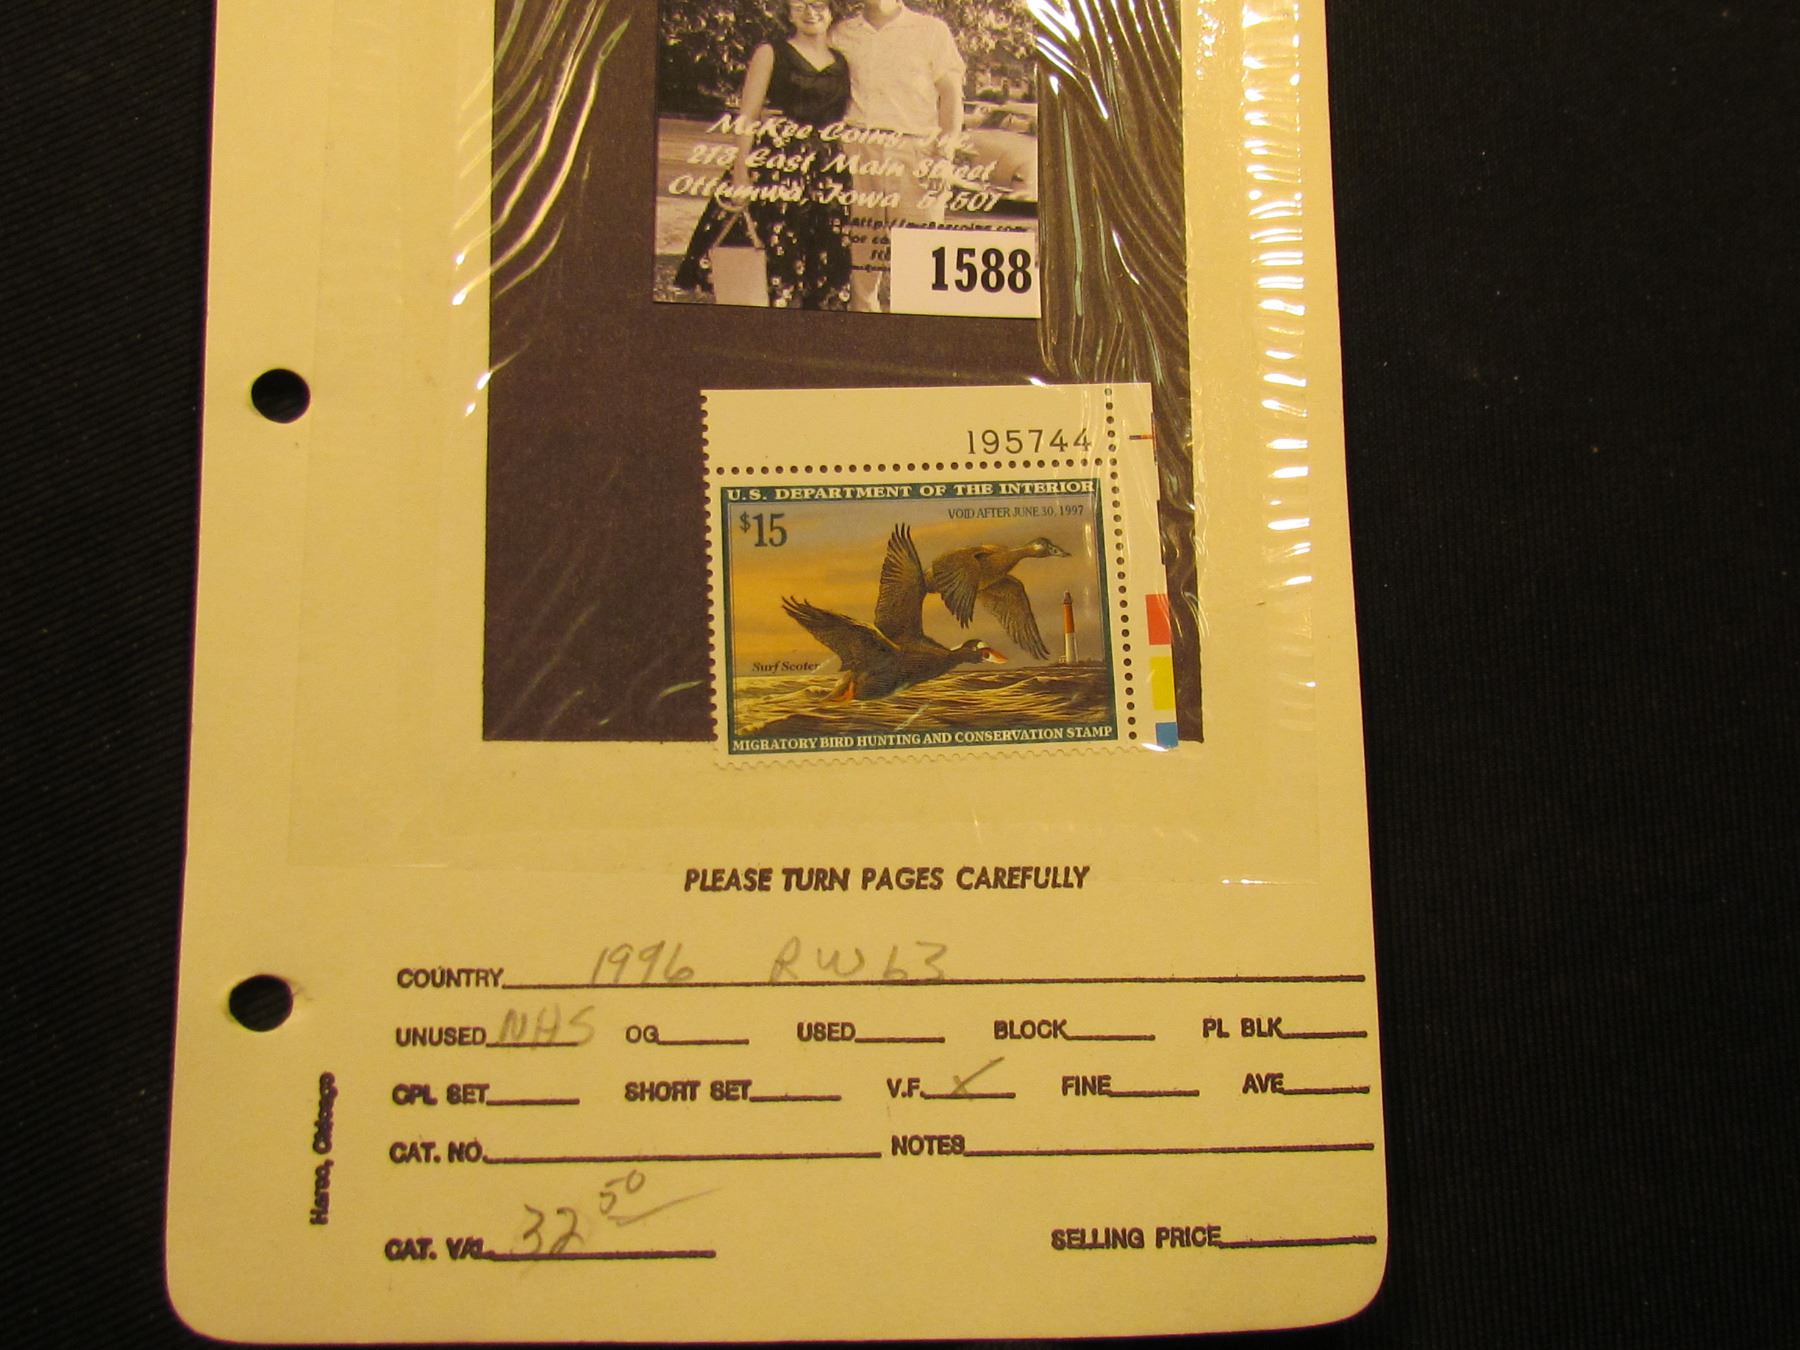 McKee Coins, Inc.
213 East Main Street
Ottumwa, Iowa 52501
1588
195744
U.S. DEPARTMENT OF THE INTERIOR
$15
VOID AFTER JUNE 30, 1997
Surf Scoter
MIGRATORY BIRD HUNTING AND CONSERVATION STAMP
PLEASE TURN PAGES CAREFULLY
COUNTRY 1996 RW63
UNUSED NHS OG USED BLOCK PL BLK
CPL SET SHORT SET V.F. X FINE AVE
CAT. NO. NOTES
CAT. VAL 32 50 SELLING PRICE
Harco, Chicago